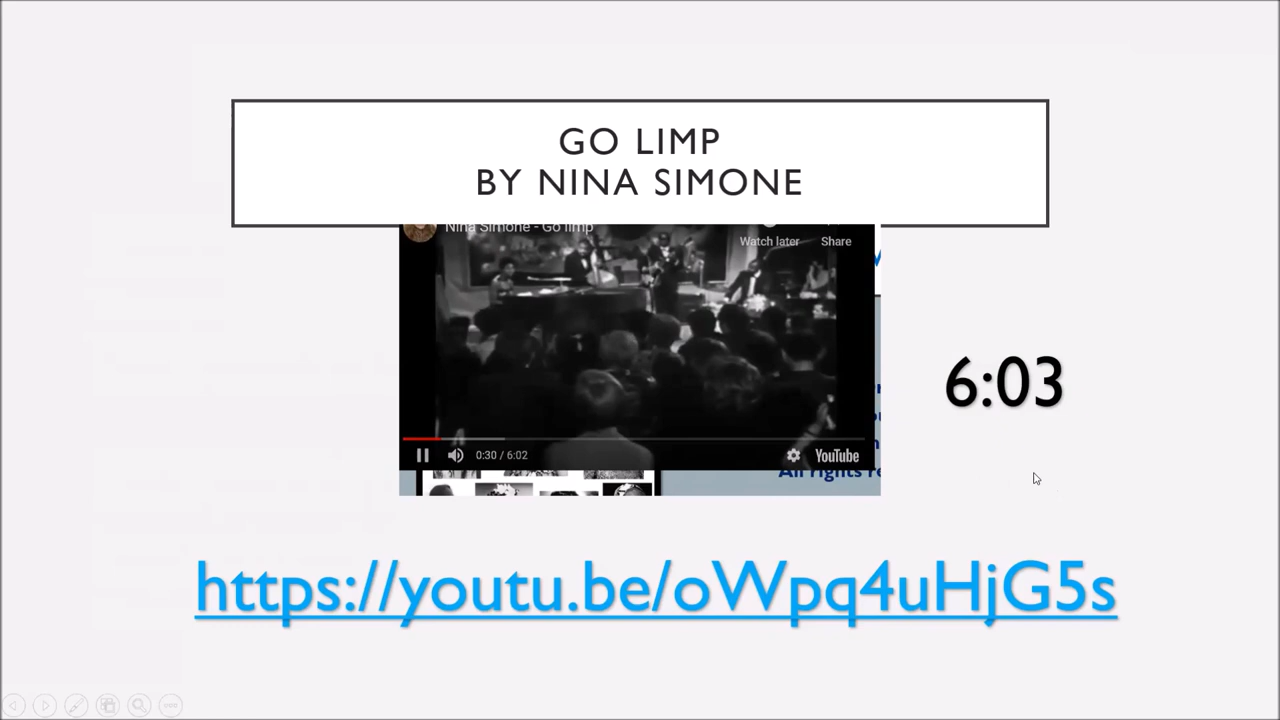 GO LIMP
BY NINA SIMONE
Nina Simone - Go limp
Watch later
Share
6:03
0:30 / 6:02
YouTube
All rights
https://youtu.be/oWpq4uHjG5s